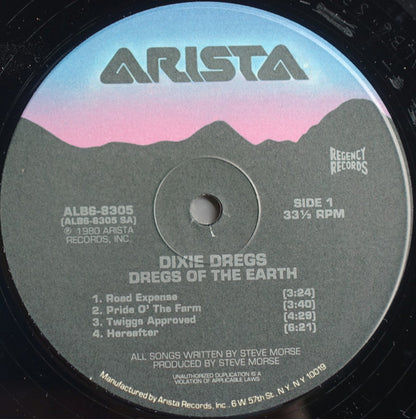 ARISTA
REGENCY
RECORDS
AL86-8305
(AL86-8305 SA)
℗ 1980 ARISTA
RECORDS, INC.
SIDE 1
33⅓ RPM
DIXIE DREGS
DREGS OF THE EARTH
1. Road Expense [3:24]
2. Pride O' The Farm [3:40]
3. Twiggs Approved [4:29]
4. Hereafter [6:21]
ALL SONGS WRITTEN BY STEVE MORSE
PRODUCED BY STEVE MORSE
UNAUTHORIZED DUPLICATION IS A
VIOLATION OF APPLICABLE LAWS
Manufactured by Arista Records, Inc., 6 W 57th St., N.Y. N.Y. 10019